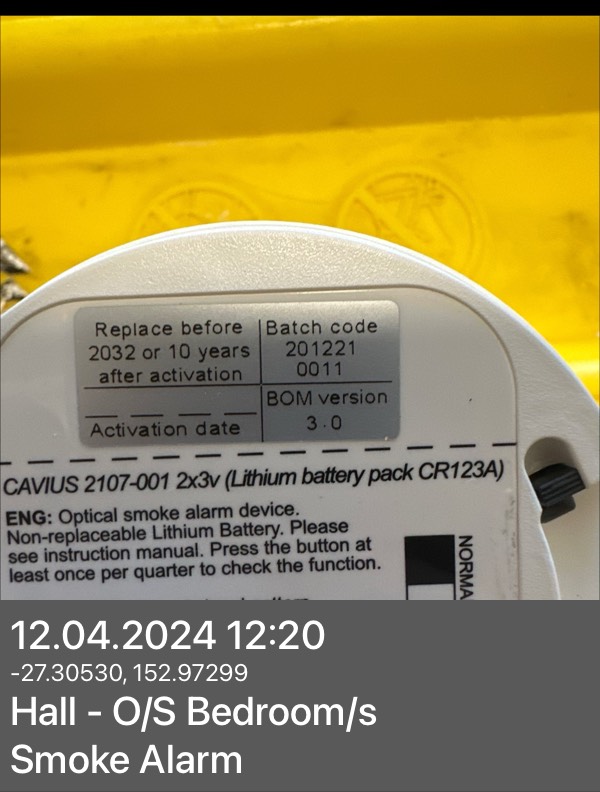 Replace before
2032 or 10 years
after activation
Activation date
Batch code
201221
0011
BOM version
3.0
CAVIUS 2107-001 2x3v (Lithium battery pack CR123A)
ENG: Optical smoke alarm device.
Non-replaceable Lithium Battery. Please
see instruction manual. Press the button at
least once per quarter to check the function.
NORMA
12.04.2024 12:20
-27.30530, 152.97299
Hall - O/S Bedroom/s
Smoke Alarm